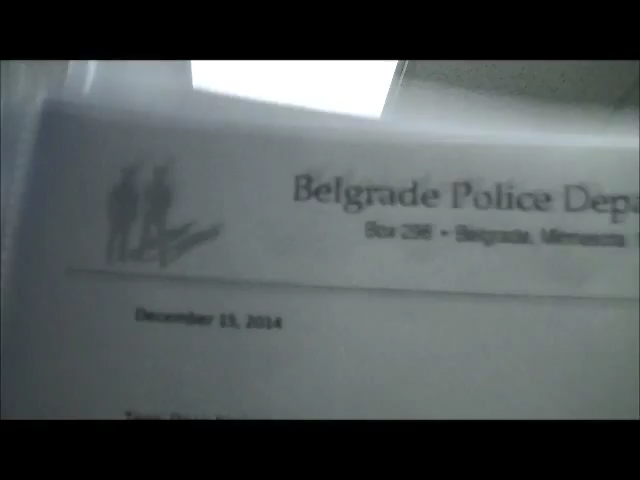 Belgrade Police Depa
Box 298 • Belgrade, Minnesota
December 15, 2014